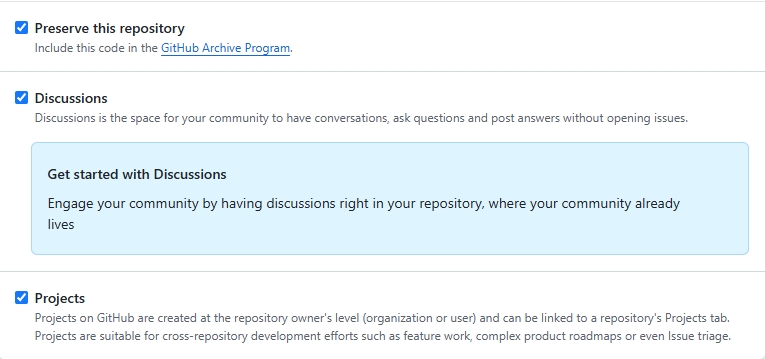 Preserve this repository
Include this code in the GitHub Archive Program.
Discussions
Discussions is the space for your community to have conversations, ask questions and post answers without opening issues.
Get started with Discussions
Engage your community by having discussions right in your repository, where your community already
lives
Projects
Projects on GitHub are created at the repository owner's level (organization or user) and can be linked to a repository's Projects tab.
Projects are suitable for cross-repository development efforts such as feature work, complex product roadmaps or even Issue triage.